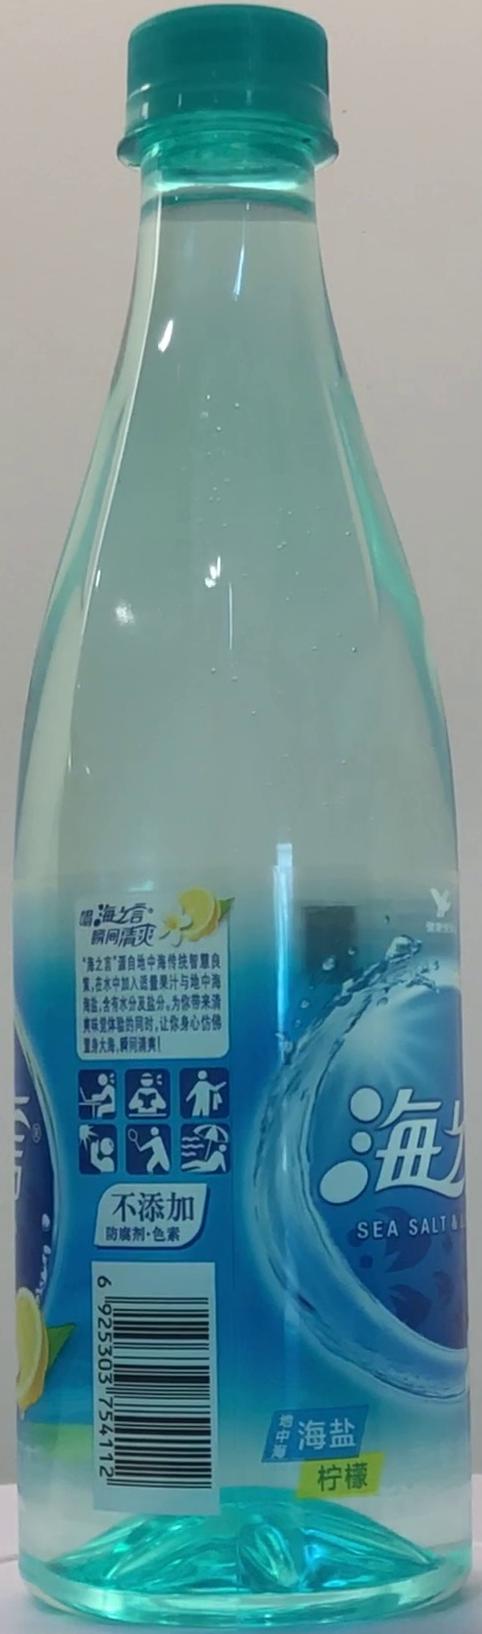 喝海之言®
瞬间清爽
“海之言”源自地中海传统智慧良
食,在水中加入适量果汁与地中海
海盐,含有水分及盐分。为你带来清
爽味觉体验的同时,让你身心仿佛
置身大海,瞬间清爽!
不添加
防腐剂·色素
6 925303 754112
海之
SEA SALT &
地中海
海盐
柠檬